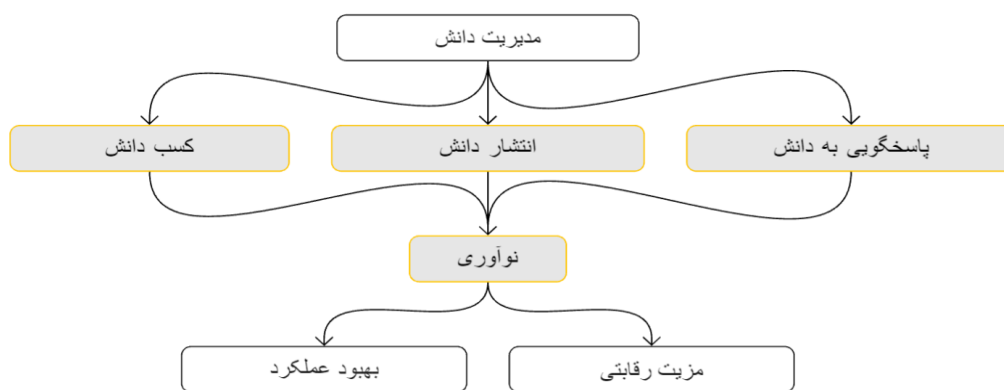 مدیریت دانش
پاسخگویی به دانش
انتشار دانش
کسب دانش
نوآوری
مزیت رقابتی
بهبود عملکرد